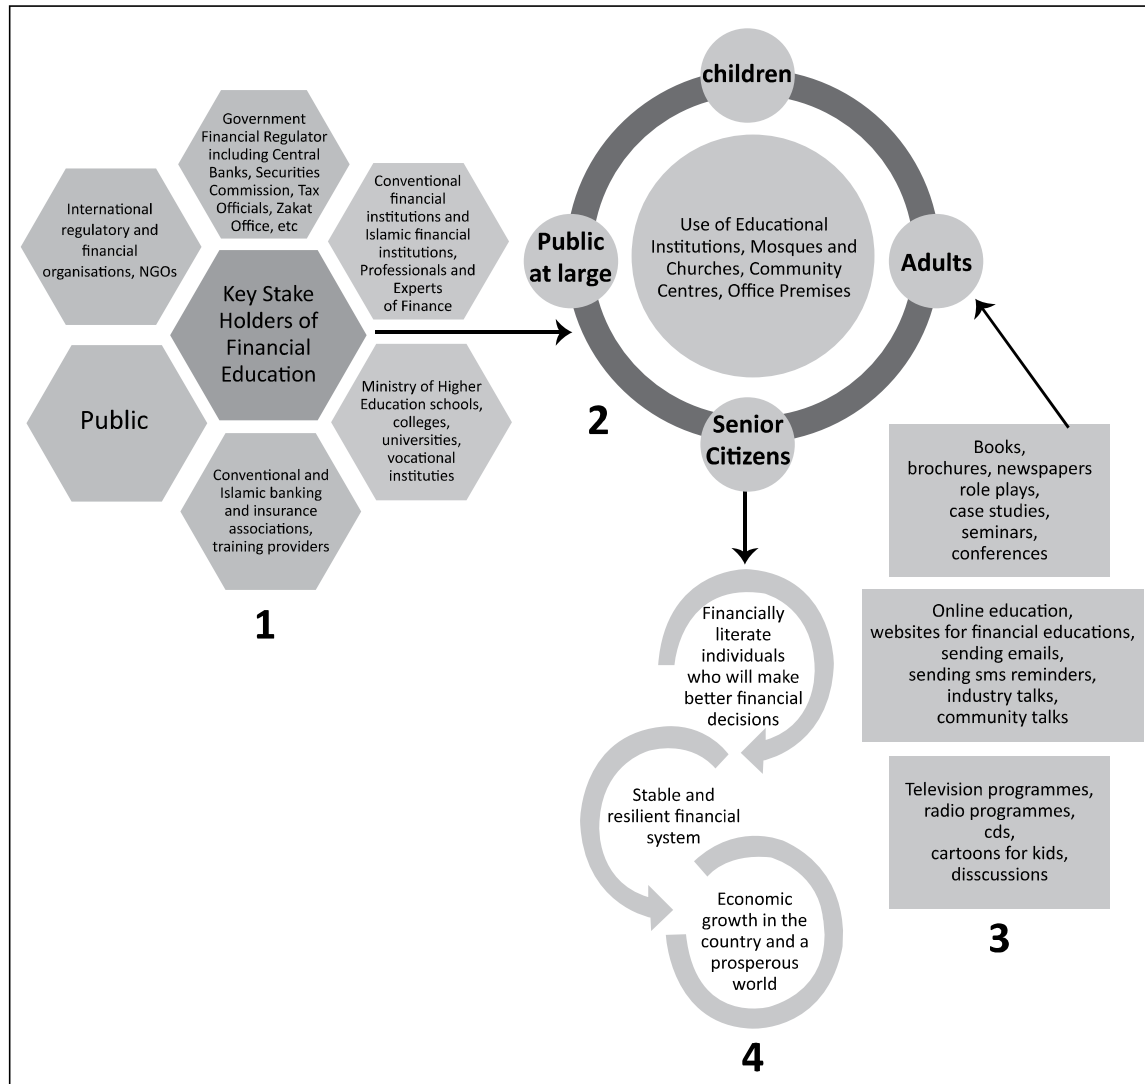 Government
Financial Regulator
including Central
Banks, Securities
Commission, Tax
Officials, Zakat
Office, etc
International
regulatory and
financial
organisations, NGOs
Conventional
financial
institutions and
Islamic financial
institutions,
Professionals and
Experts
of Finance
Key Stake
Holders of
Financial
Education
Public
Ministry of Higher
Education schools,
colleges,
universities,
vocational
instituties
Conventional and
Islamic banking
and insurance
associations,
training providers
1
children
Public
at large
Use of Educational
Institutions, Mosques and
Churches, Community
Centres, Office Premises
Adults
Senior
Citizens
2
Books,
brochures, newspapers
role plays,
case studies,
seminars,
conferences
Online education,
websites for financial educations,
sending emails,
sending sms reminders,
industry talks,
community talks
Television programmes,
radio programmes,
cds,
cartoons for kids,
disscussions
3
Financially
literate
individuals
who will make
better financial
decisions
Stable and
resilient financial
system
Economic
growth in the
country and a
prosperous
world
4